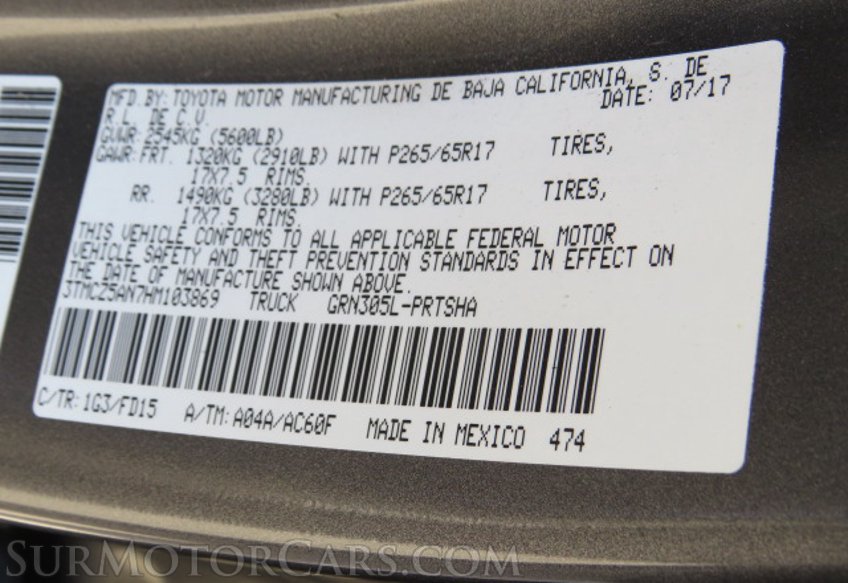 MFD. BY: TOYOTA MOTOR MANUFACTURING DE BAJA CALIFORNIA, S. DE
R.L. DE C.V. DATE: 07/17
GVWR: 2545KG (5600LB)
GAWR: FRT. 1320KG (2910LB) WITH P265/65R17 TIRES,
17X7.5 RIMS.
RR. 1490KG (3280LB) WITH P265/65R17 TIRES,
17X7.5 RIMS.
THIS VEHICLE CONFORMS TO ALL APPLICABLE FEDERAL MOTOR
VEHICLE SAFETY AND THEFT PREVENTION STANDARDS IN EFFECT ON
THE DATE OF MANUFACTURE SHOWN ABOVE.
3TMCZ5AN7HM103869 TRUCK GRN305L-PRTSHA
C/TR: 1G3/FD15 A/TM: A04A/AC60F MADE IN MEXICO 474
SURMOTORCARS.COM